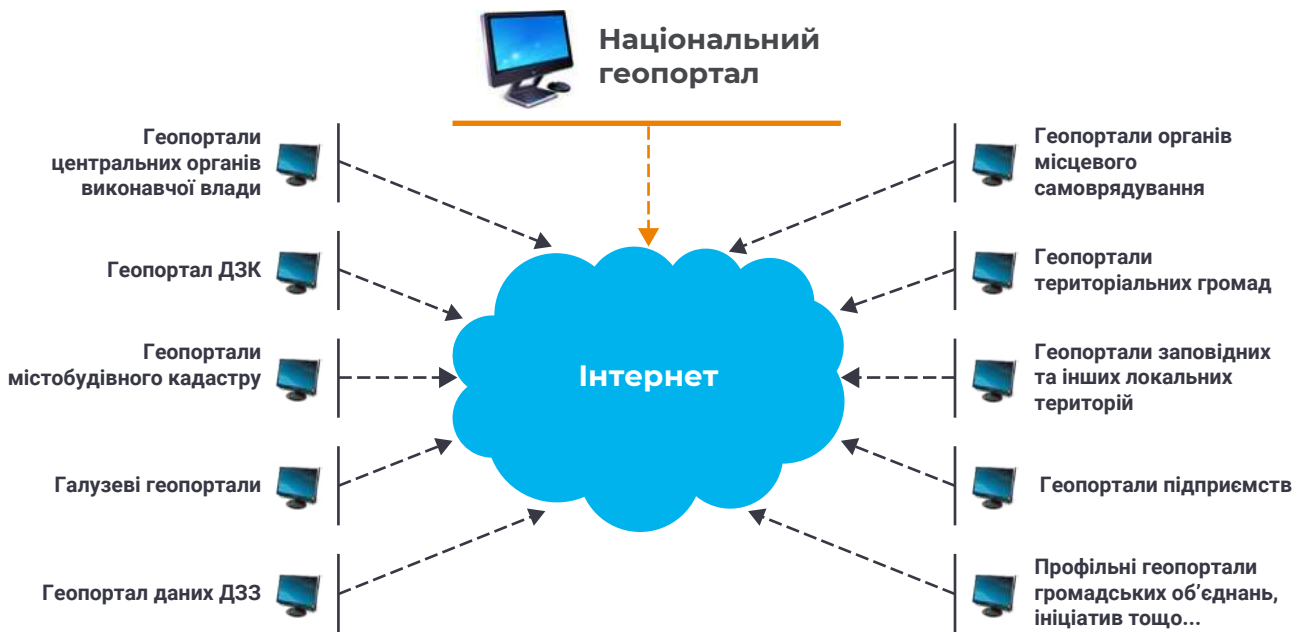 Національний
геопортал
Геопортали
центральних органів
виконавчої влади
Геопортал ДЗК
Геопортали
містобудівного кадастру
Галузеві геопортали
Геопортал даних ДЗЗ
Інтернет
Геопортали органів
місцевого
самоврядування
Геопортали
територіальних громад
Геопортали заповідних
та інших локальних
територій
Геопортали підприємств
Профільні геопортали
громадських об’єднань,
ініціатив тощо...